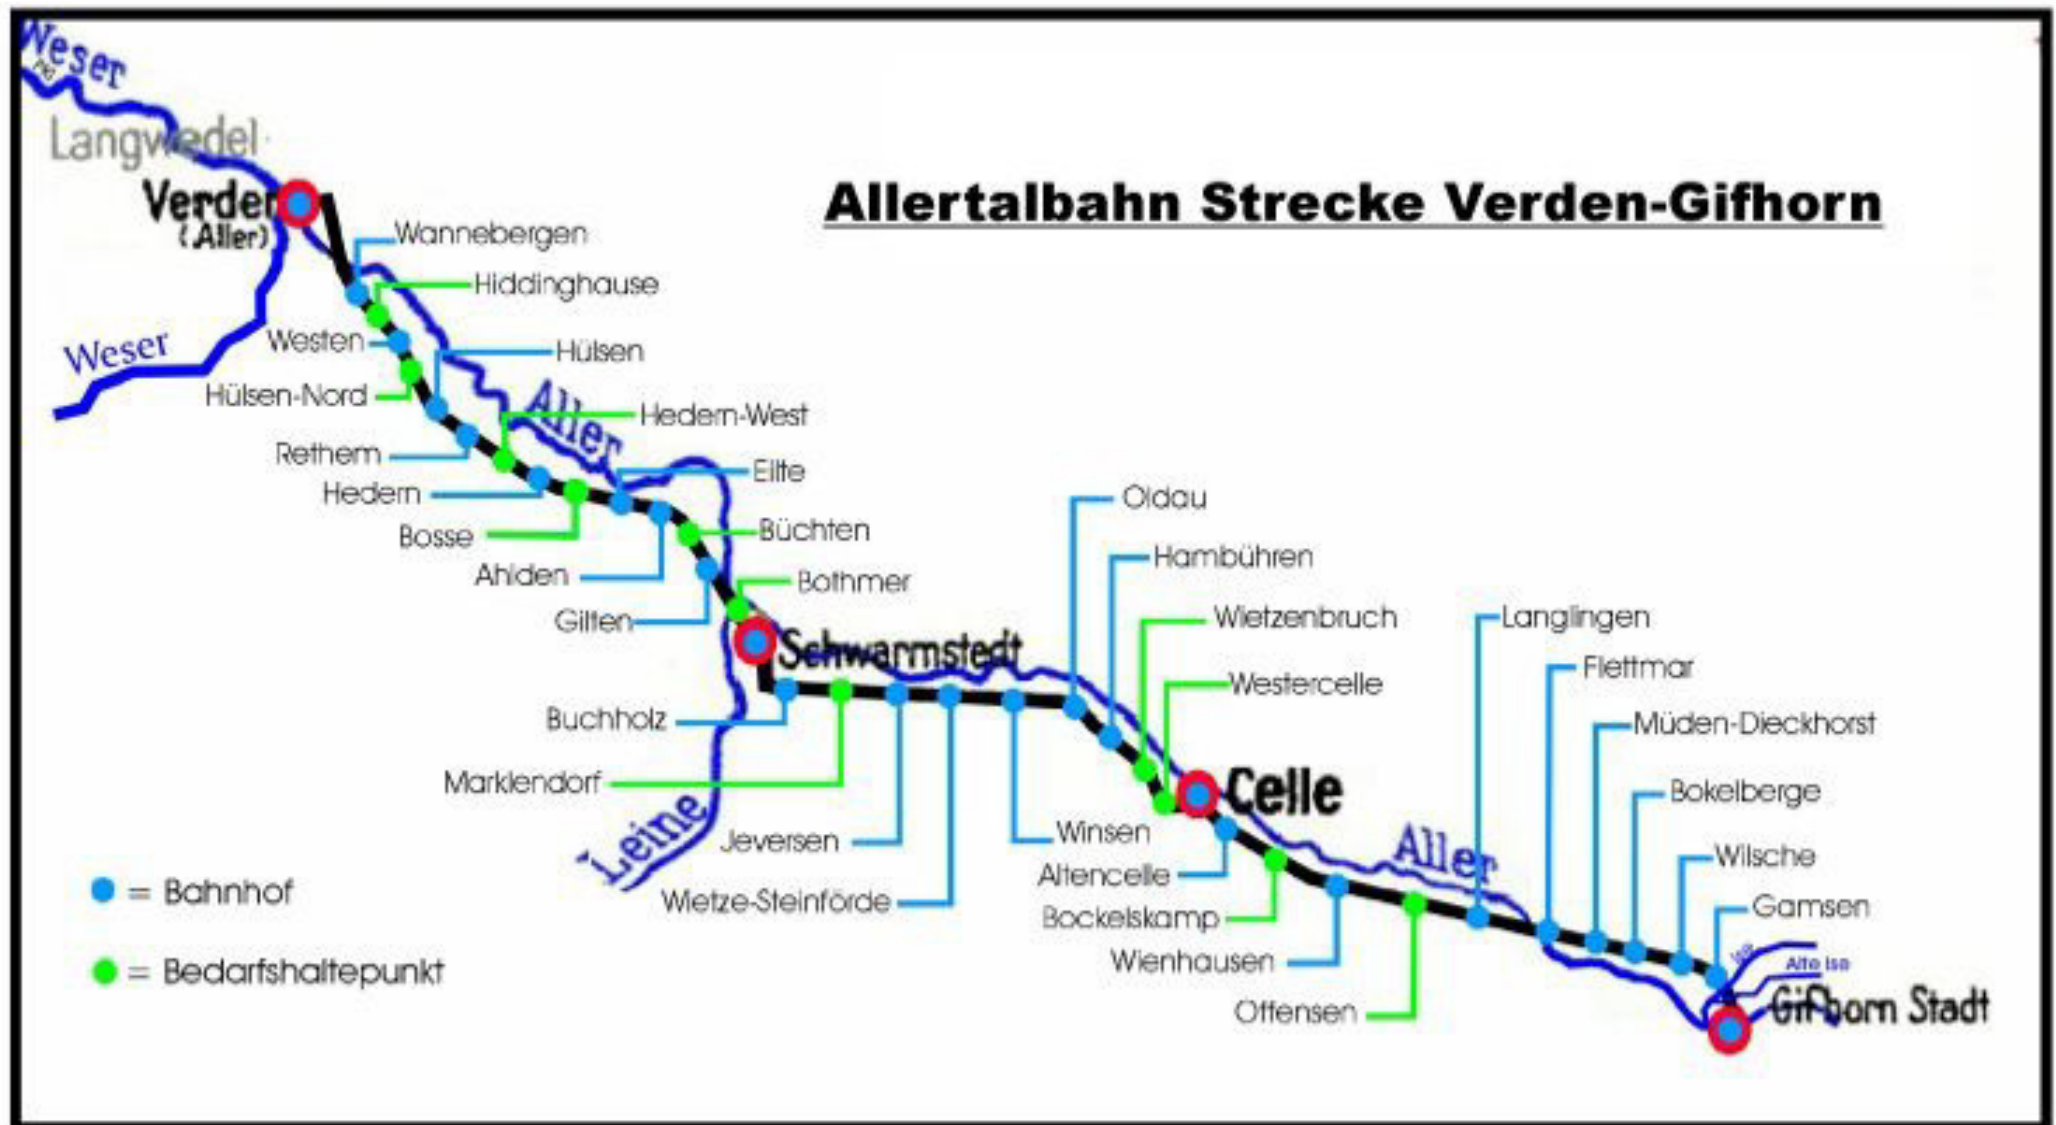 Weser
Langwedel
Verden
(Aller)
Allertalbahn Strecke Verden-Gifhorn
Wannebergen
Hiddinghause
Westen
Weser
Hülsen
Hülsen-Nord
Aller
Hedern-West
Rethem
Eilte
Hedern
Oldau
Bosse
Büchten
Hambühren
Ahlden
Bothmer
Gilten
Wietzenbruch
Langlingen
Schwarmstedt
Flettmar
Westercelle
Buchholz
Müden-Dieckhorst
Marklendorf
Celle
Bokelberge
Leine
Jeversen
Winsen
Aller
Wilsche
Altencelle
= Bahnhof
Wietze-Steinförde
Bockelskamp
Gamsen
Wienhausen
Ise
Alte Ise
= Bedarfshaltepunkt
Offensen
Gifhorn Stadt